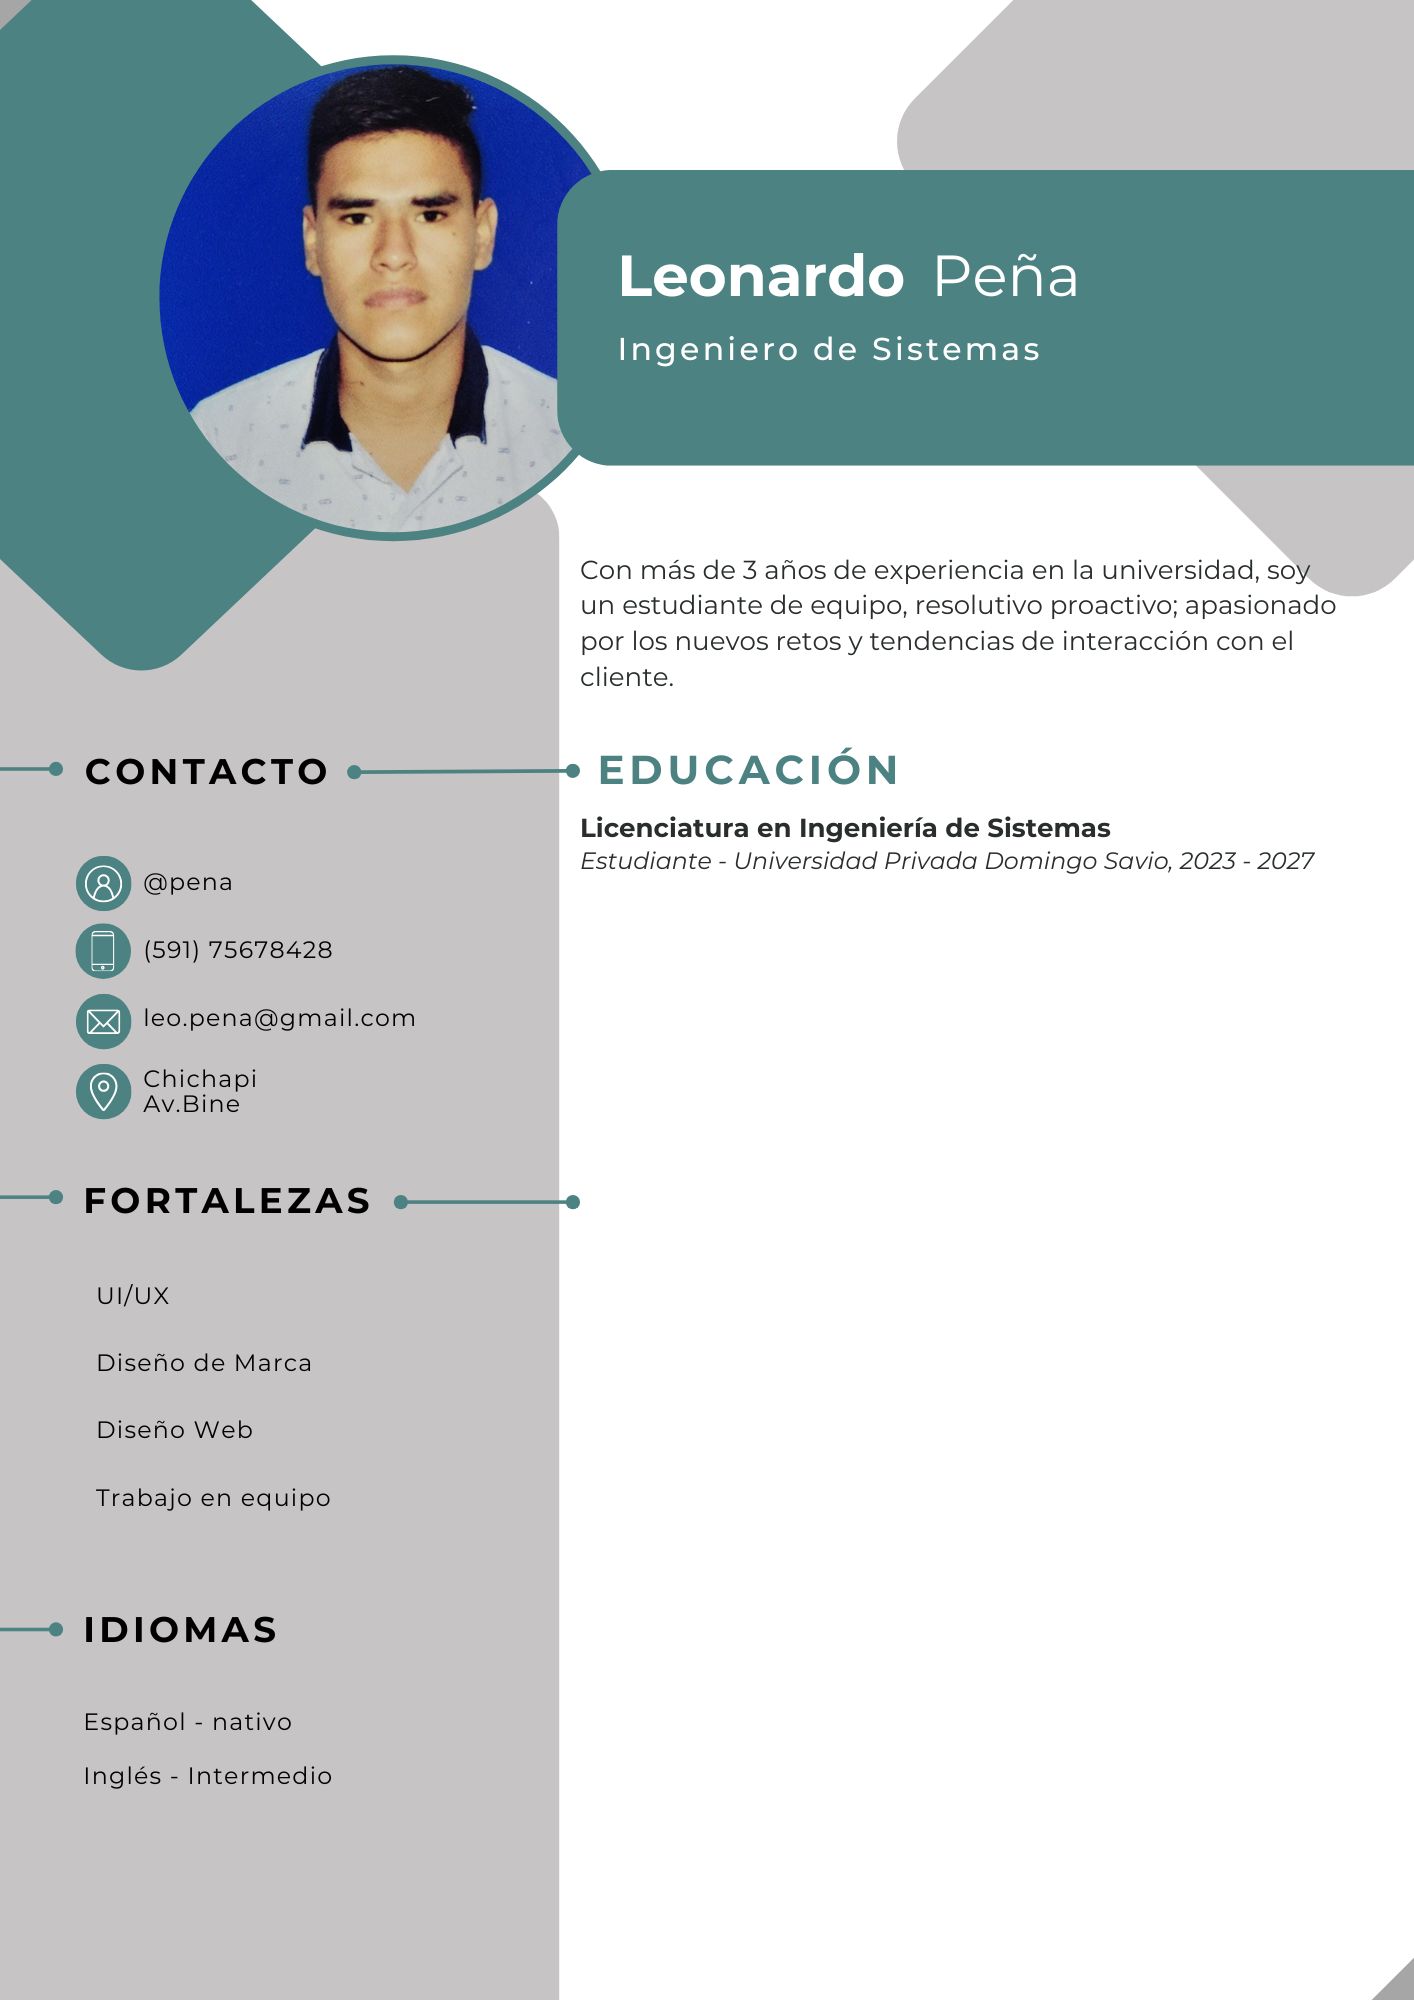 Leonardo Peña
Ingeniero de Sistemas
Con más de 3 años de experiencia en la universidad, soy
un estudiante de equipo, resolutivo proactivo; apasionado
por los nuevos retos y tendencias de interacción con el
cliente.
CONTACTO
@pena
(591) 75678428
leo.pena@gmail.com
Chichapi
Av.Bine
FORTALEZAS
UI/UX
Diseño de Marca
Diseño Web
Trabajo en equipo
IDIOMAS
Español - nativo
Inglés - Intermedio
EDUCACIÓN
Licenciatura en Ingeniería de Sistemas
Estudiante - Universidad Privada Domingo Savio, 2023 - 2027